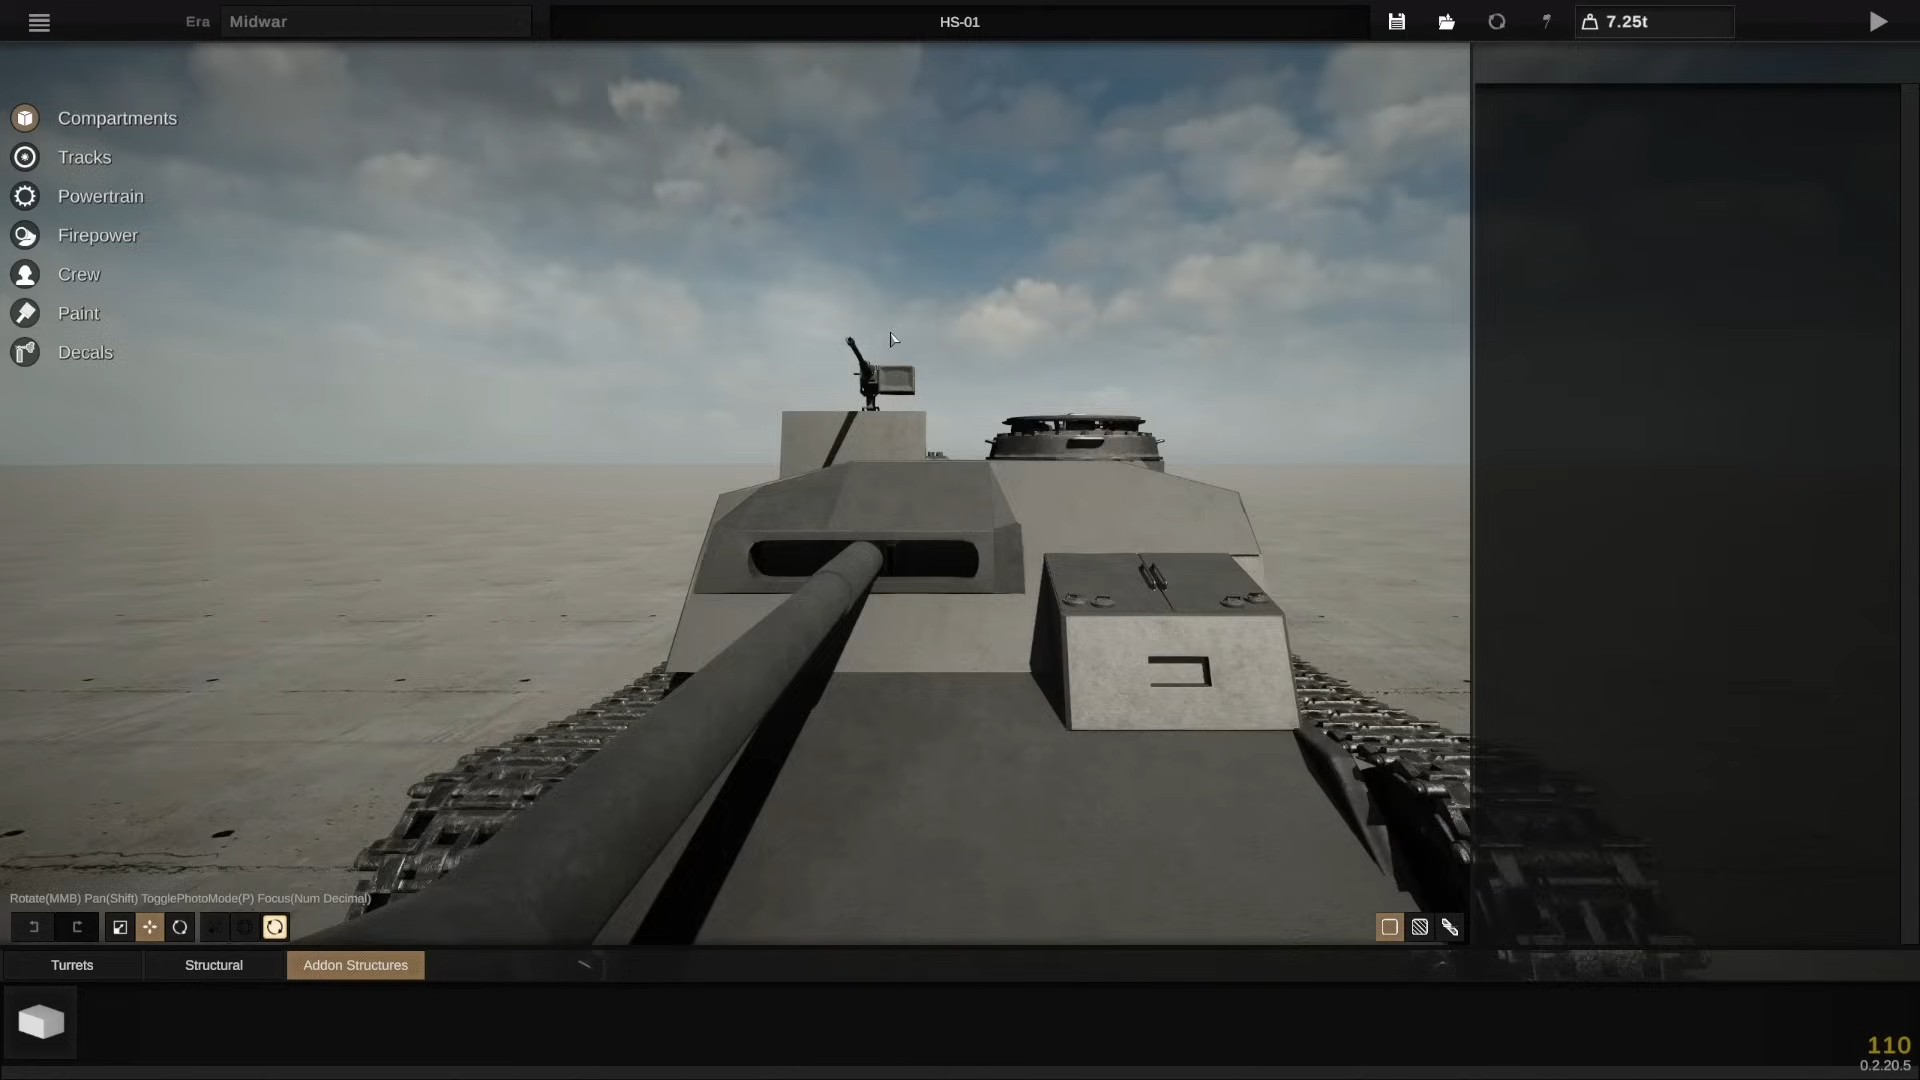 Era
Midwar
HS-01
7.25t
Compartments
Tracks
Powertrain
Firepower
Crew
Paint
Decals
Rotate(MMB) Pan(Shift) TogglePhotoMode(P) Focus(Num Decimal)
Turrets
Structural
Addon Structures
110
0.2.20.5